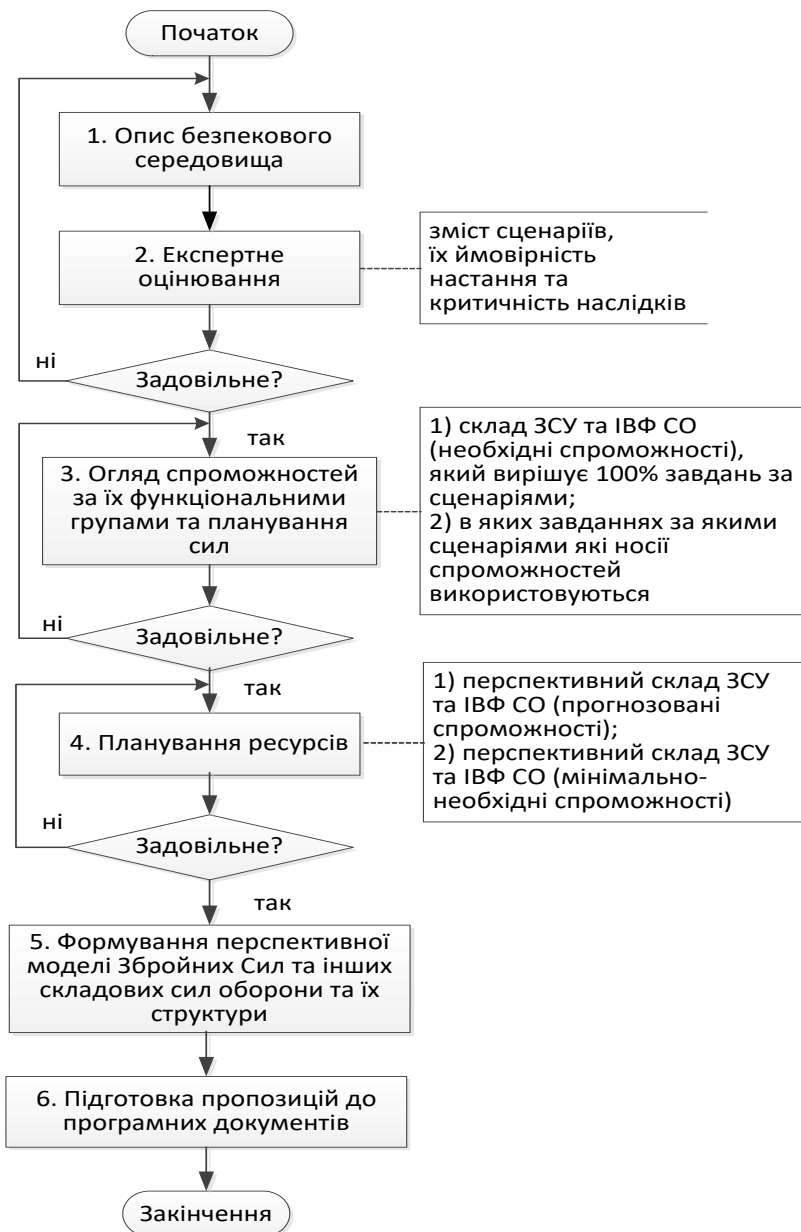 Початок
1. Опис безпекового
середовища
2. Експертне
оцінювання
зміст сценаріїв,
їх ймовірність
настання та
критичність наслідків
ні
Задовільне?
так
3. Огляд спроможностей
за їх функціональними
групами та планування
сил
1) склад ЗСУ та ІВФ СО
(необхідні спроможності),
який вирішує 100% завдань за
сценаріями;
2) в яких завданнях за якими
сценаріями які носії
спроможностей
використовуються
ні
Задовільне?
так
4. Планування ресурсів
1) перспективний склад ЗСУ
та ІВФ СО (прогнозовані
спроможності);
2) перспективний склад ЗСУ
та ІВФ СО (мінімально-
необхідні спроможності)
ні
Задовільне?
так
5. Формування перспективної
моделі Збройних Сил та інших
складових сил оборони та їх
структури
6. Підготовка пропозицій до
програмних документів
Закінчення